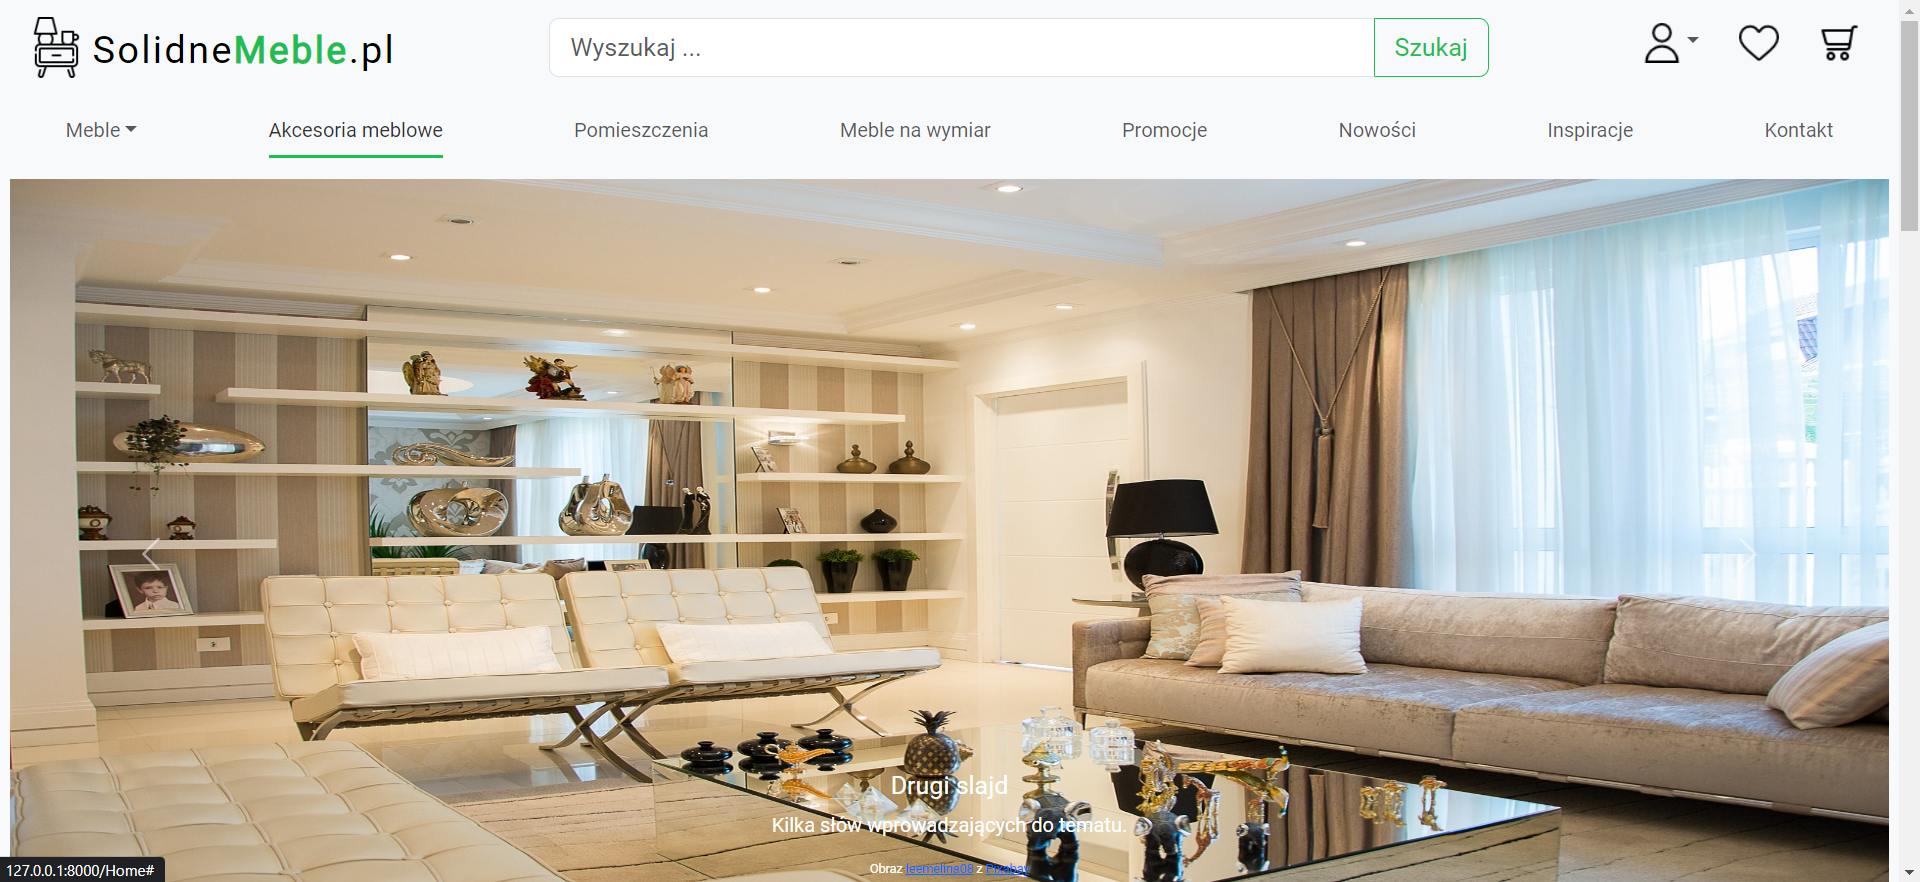 SolidneMeble.pl
Wyszukaj ...
Szukaj
Meble
Akcesoria meblowe
Pomieszczenia
Meble na wymiar
Promocje
Nowości
Inspiracje
Kontakt
Drugi slajd
Kilka słów wprowadzających do tematu.
Obraz leemelina08 z Pixabay
127.0.0.1:8000/Home#